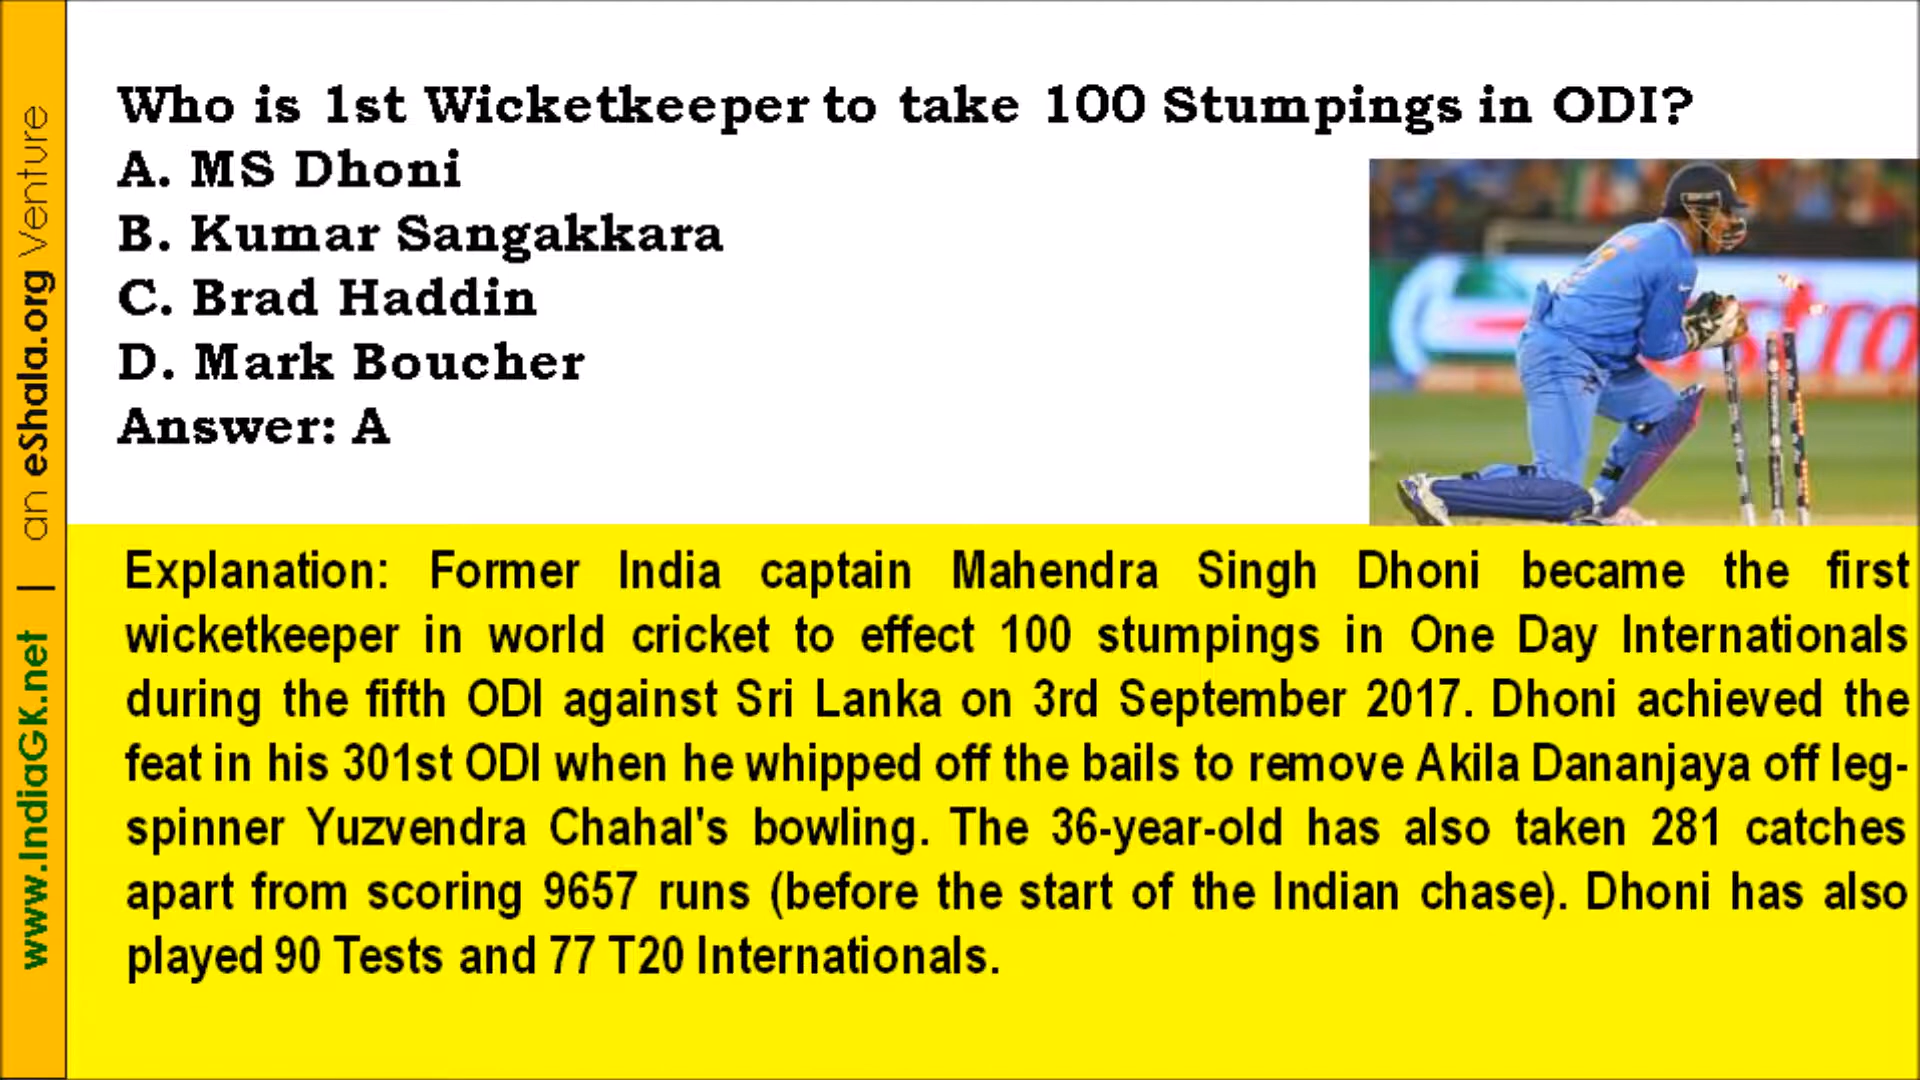 Who is 1st Wicketkeeper to take 100 Stumpings in ODI?
A. MS Dhoni
B. Kumar Sangakkara
C. Brad Haddin
D. Mark Boucher
Answer: A
Explanation: Former India captain Mahendra Singh Dhoni became the first
wicketkeeper in world cricket to effect 100 stumpings in One Day Internationals
during the fifth ODI against Sri Lanka on 3rd September 2017. Dhoni achieved the
feat in his 301st ODI when he whipped off the bails to remove Akila Dananjaya off leg-
spinner Yuzvendra Chahal's bowling. The 36-year-old has also taken 281 catches
apart from scoring 9657 runs (before the start of the Indian chase). Dhoni has also
played 90 Tests and 77 T20 Internationals.
www.IndiaGK.net | an eShala.org Venture